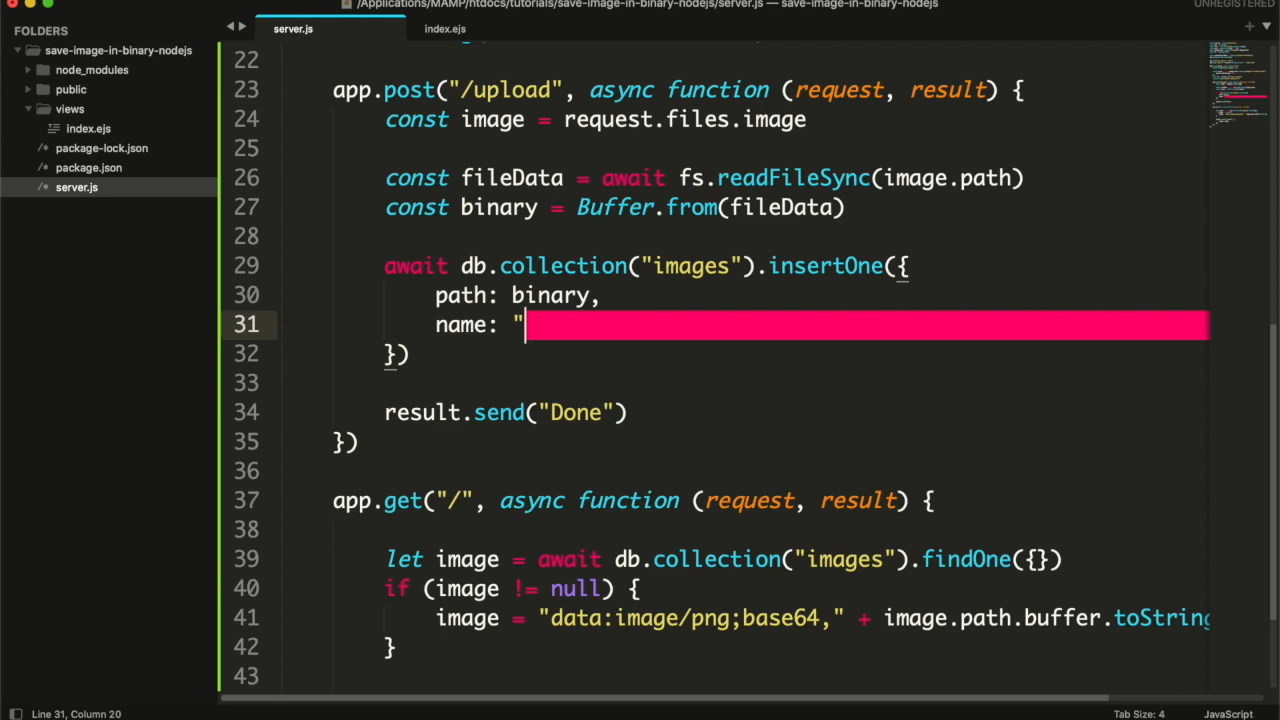 /Applications/MAMP/htdocs/tutorials/save-image-in-binary-nodejs/server.js — save-image-in-binary-nodejs
UNREGISTERED
FOLDERS
save-image-in-binary-nodejs
node_modules
public
views
index.ejs
package-lock.json
package.json
server.js
server.js
index.ejs
22
23 app.post("/upload", async function (request, result) {
24 const image = request.files.image
25
26 const fileData = await fs.readFileSync(image.path)
27 const binary = Buffer.from(fileData)
28
29 await db.collection("images").insertOne({
30 path: binary,
31 name: "
32 })
33
34 result.send("Done")
35 })
36
37 app.get("/", async function (request, result) {
38
39 let image = await db.collection("images").findOne({})
40 if (image != null) {
41 image = "data:image/png;base64," + image.path.buffer.toString
42 }
43
Line 31, Column 20
Tab Size: 4
JavaScript